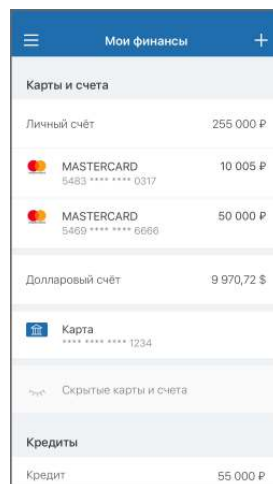 Мои финансы
Карты и счета
Личный счёт 255 000 ₽
MASTERCARD 10 005 ₽
5483 **** **** 0317
MASTERCARD 50 000 ₽
5469 **** **** 6666
Долларовый счёт 9 970,72 $
Карта
**** **** **** 1234
Скрытые карты и счета
Кредиты
Кредит 55 000 ₽